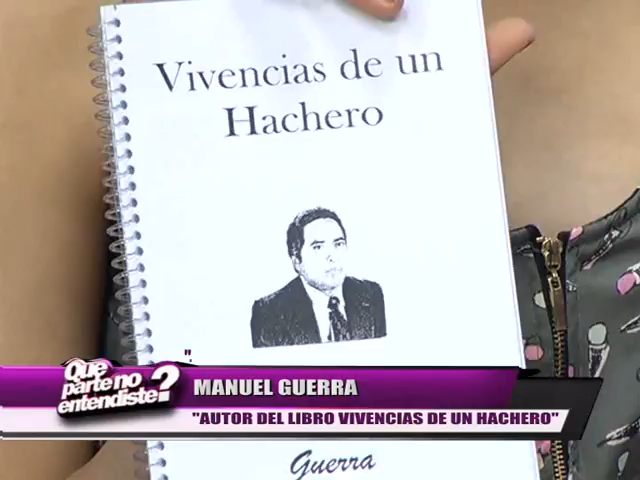 Vivencias de un
Hachero
".
Que
parte no
entendiste?
MANUEL GUERRA
"AUTOR DEL LIBRO VIVENCIAS DE UN HACHERO"
Guerra